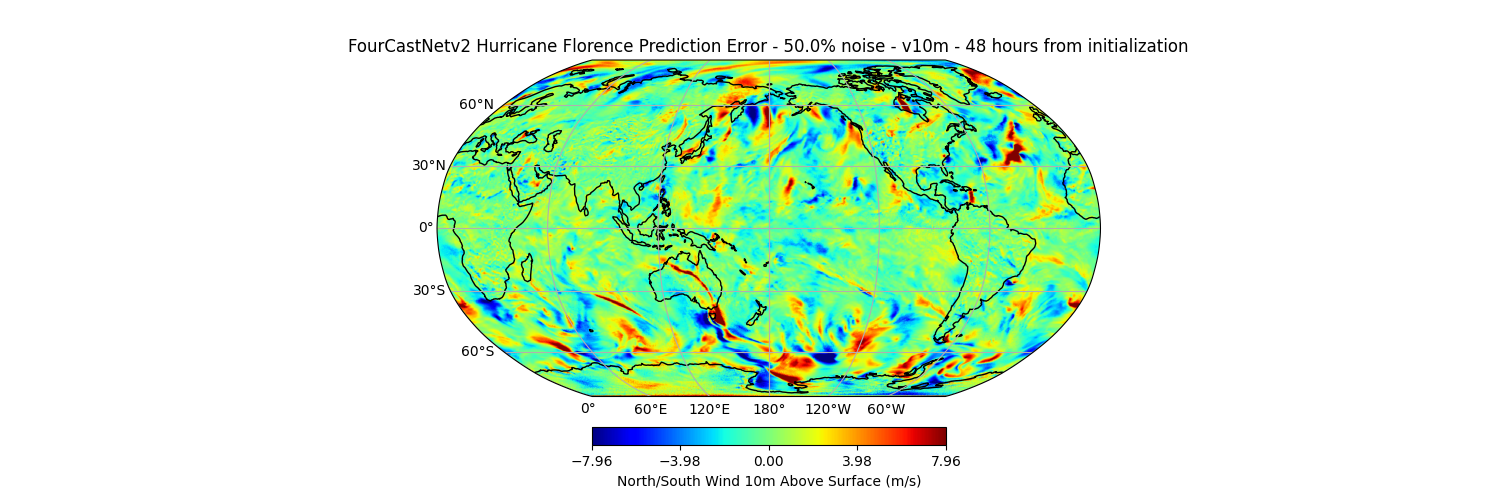 FourCastNetv2 Hurricane Florence Prediction Error - 50.0% noise - v10m - 48 hours from initialization
60°N
30°N
0°
30°S
60°S
0° 60°E 120°E 180° 120°W 60°W
−7.96 −3.98 0.00 3.98 7.96
North/South Wind 10m Above Surface (m/s)